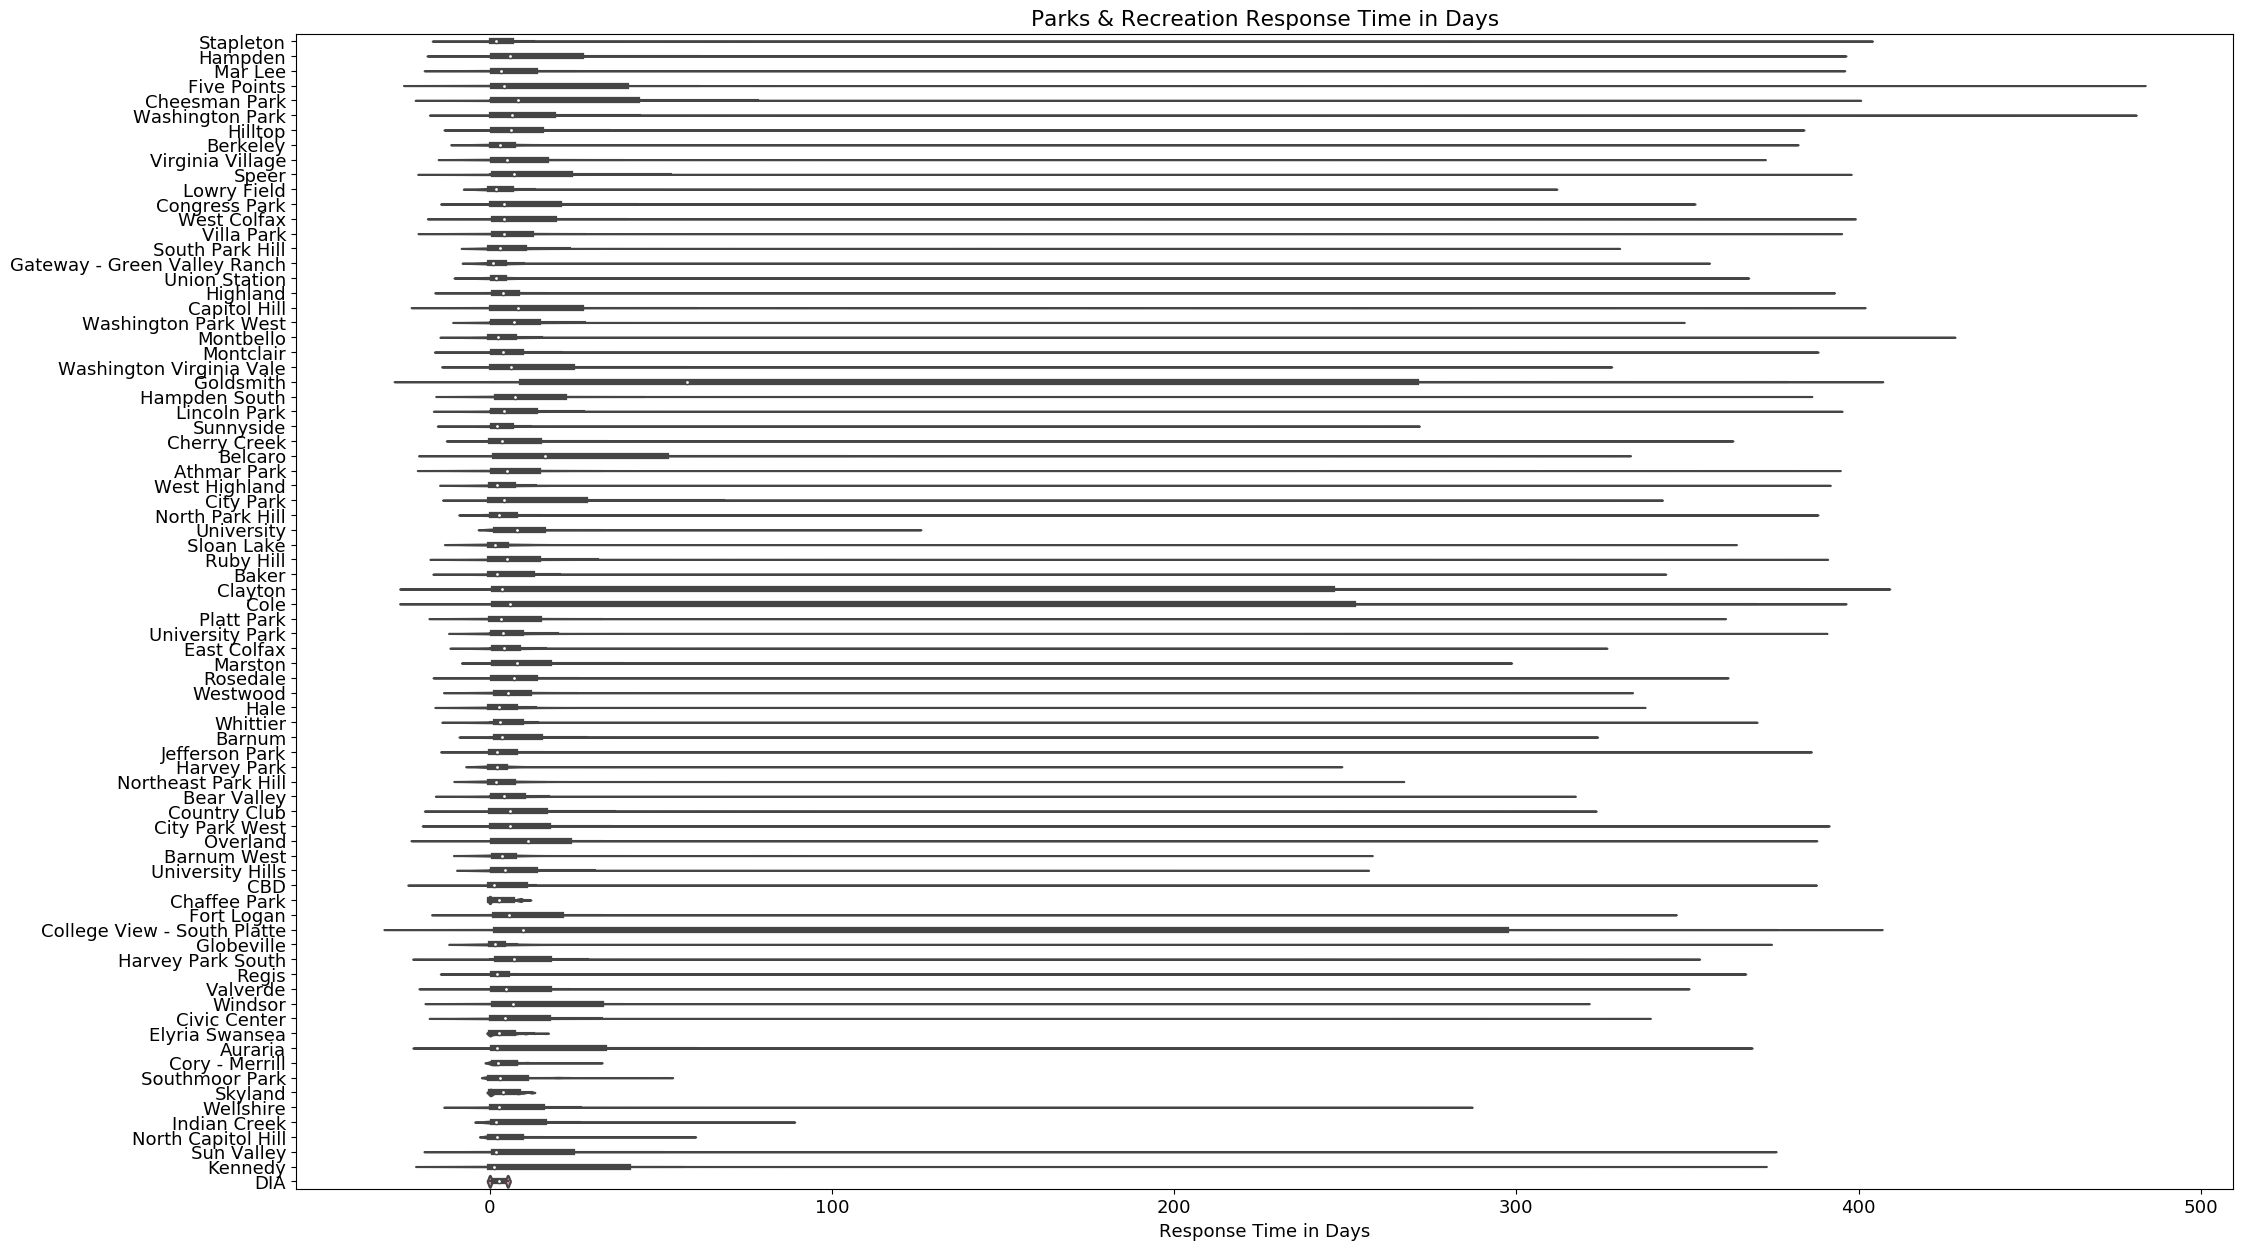 Parks & Recreation Response Time in Days
Stapleton
Hampden
Mar Lee
Five Points
Cheesman Park
Washington Park
Hilltop
Berkeley
Virginia Village
Speer
Lowry Field
Congress Park
West Colfax
Villa Park
South Park Hill
Gateway - Green Valley Ranch
Union Station
Highland
Capitol Hill
Washington Park West
Montbello
Montclair
Washington Virginia Vale
Goldsmith
Hampden South
Lincoln Park
Sunnyside
Cherry Creek
Belcaro
Athmar Park
West Highland
City Park
North Park Hill
University
Sloan Lake
Ruby Hill
Baker
Clayton
Cole
Platt Park
University Park
East Colfax
Marston
Rosedale
Westwood
Hale
Whittier
Barnum
Jefferson Park
Harvey Park
Northeast Park Hill
Bear Valley
Country Club
City Park West
Overland
Barnum West
University Hills
CBD
Chaffee Park
Fort Logan
College View - South Platte
Globeville
Harvey Park South
Regis
Valverde
Windsor
Civic Center
Elyria Swansea
Auraria
Cory - Merrill
Southmoor Park
Skyland
Wellshire
Indian Creek
North Capitol Hill
Sun Valley
Kennedy
DIA
0 100 200 300 400 500
Response Time in Days